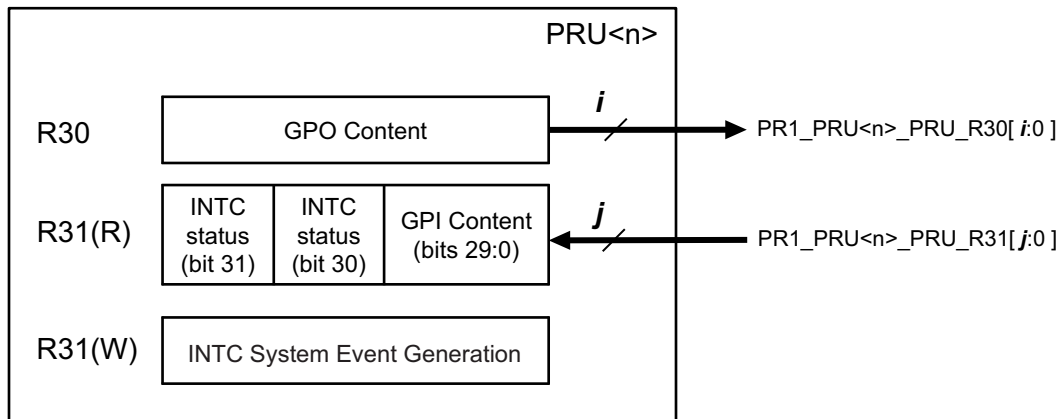 PRU<n>
i
R30
GPO Content
PR1_PRU<n>_PRU_R30[ i:0 ]
R31(R)
INTC
status
(bit 31)
INTC
status
(bit 30)
GPI Content
(bits 29:0)
j
PR1_PRU<n>_PRU_R31[ j:0 ]
R31(W)
INTC System Event Generation